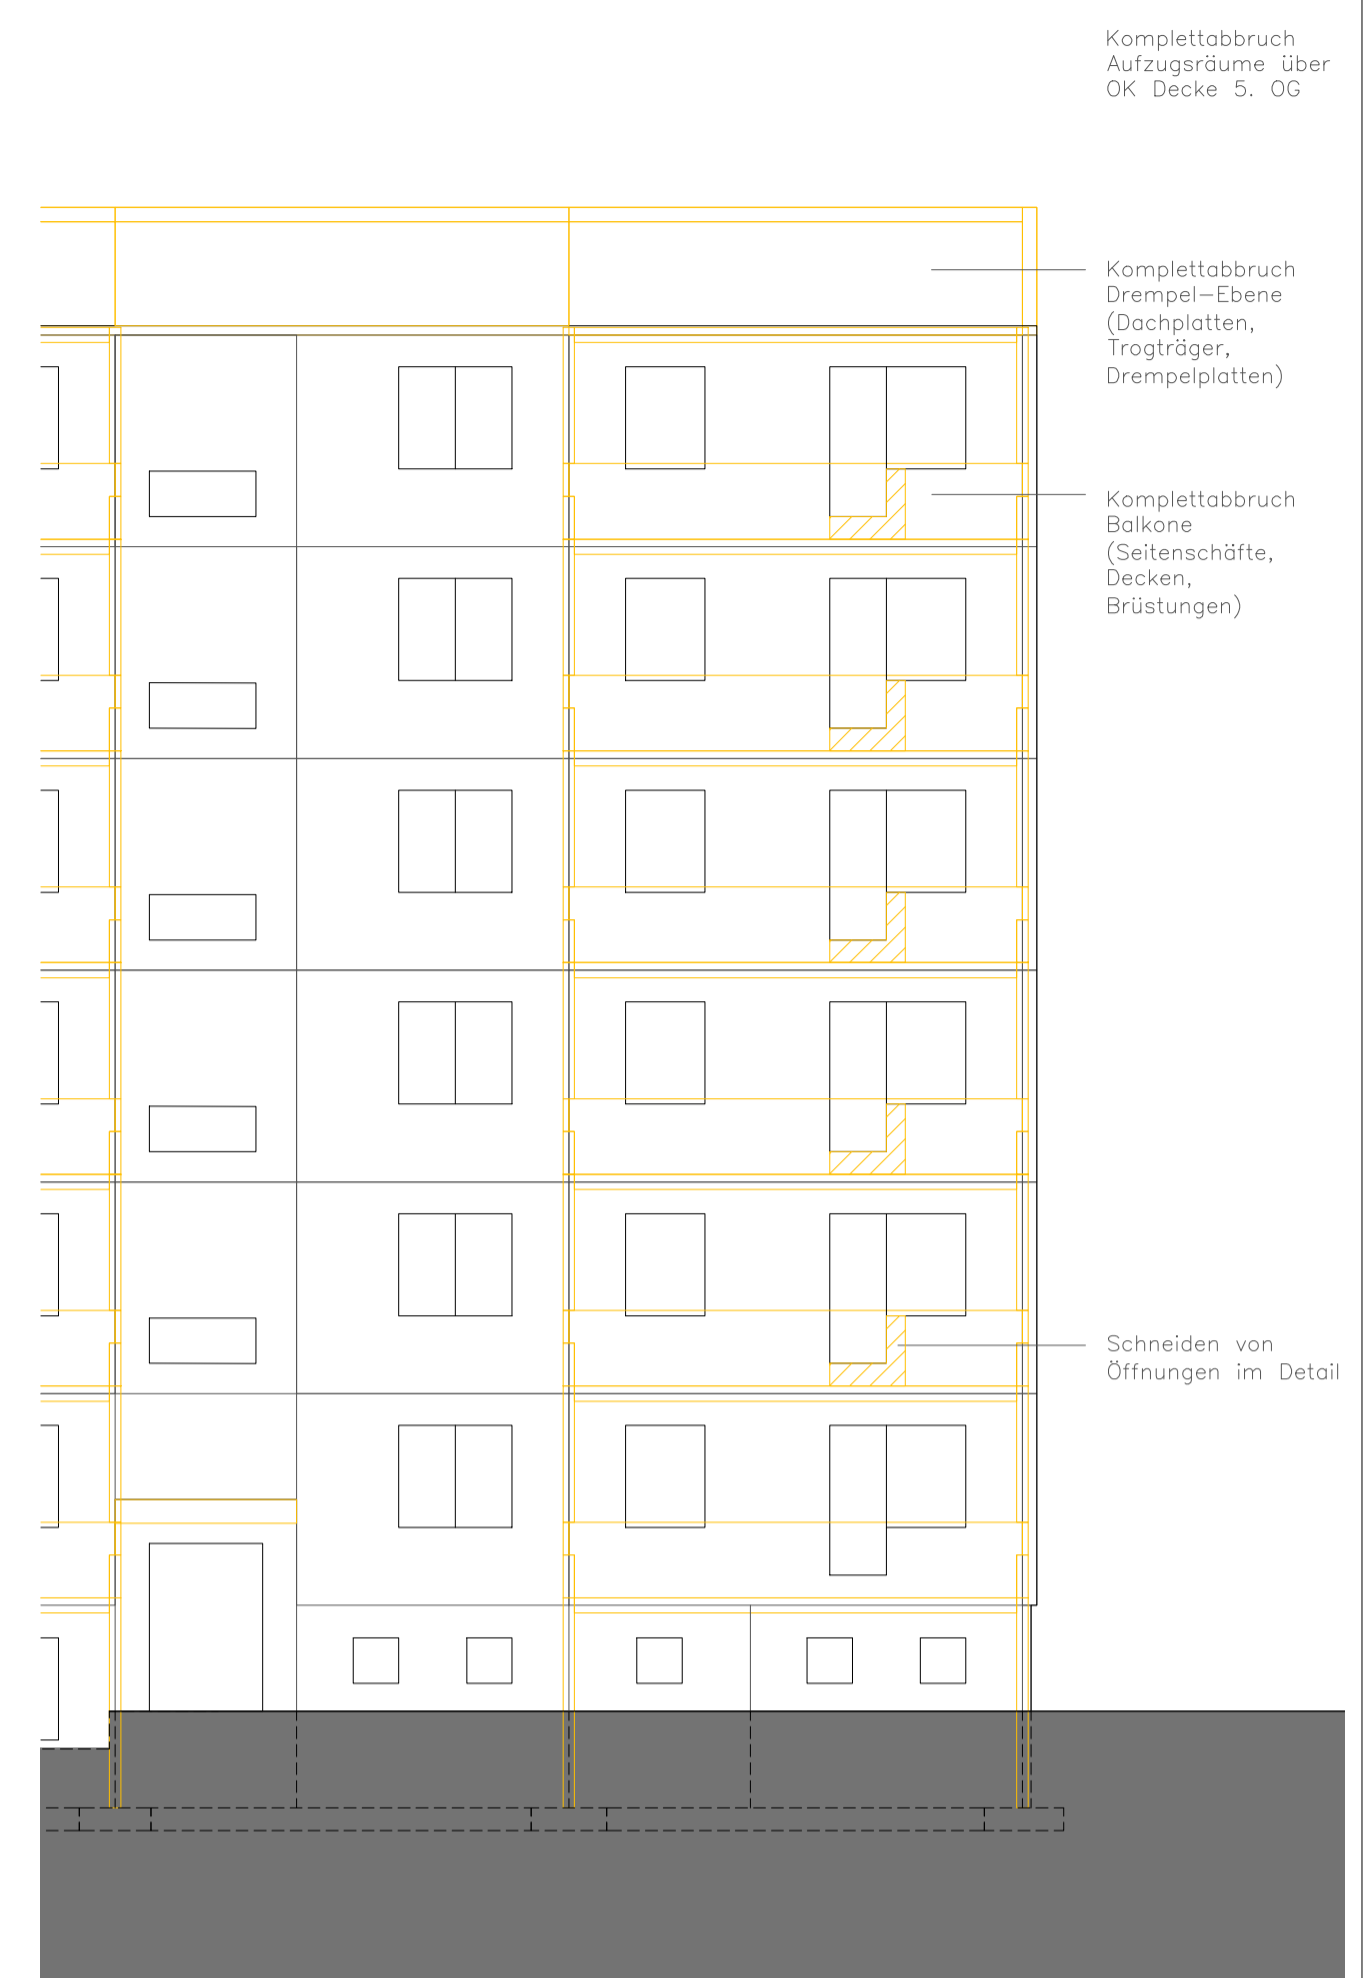 Komplettabbruch
Aufzugsräume über
OK Decke 5. OG
Komplettabbruch
Drempel-Ebene
(Dachplatten,
Trogträger,
Drempelplatten)
Komplettabbruch
Balkone
(Seitenschäfte,
Decken,
Brüstungen)
Schneiden von
Öffnungen im Detail